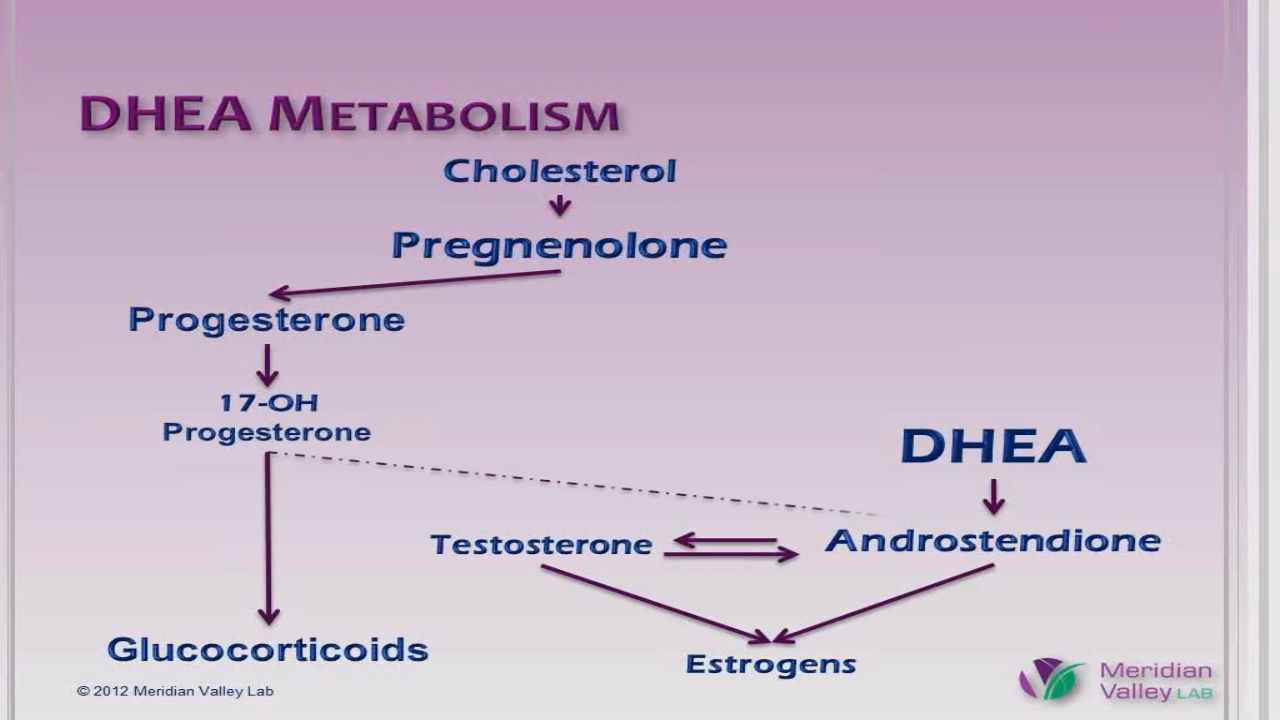 DHEA METABOLISM
Cholesterol
Pregnenolone
Progesterone
17-OH
Progesterone
DHEA
Testosterone
Androstendione
Glucocorticoids
Estrogens
© 2012 Meridian Valley Lab
Meridian
Valley LAB